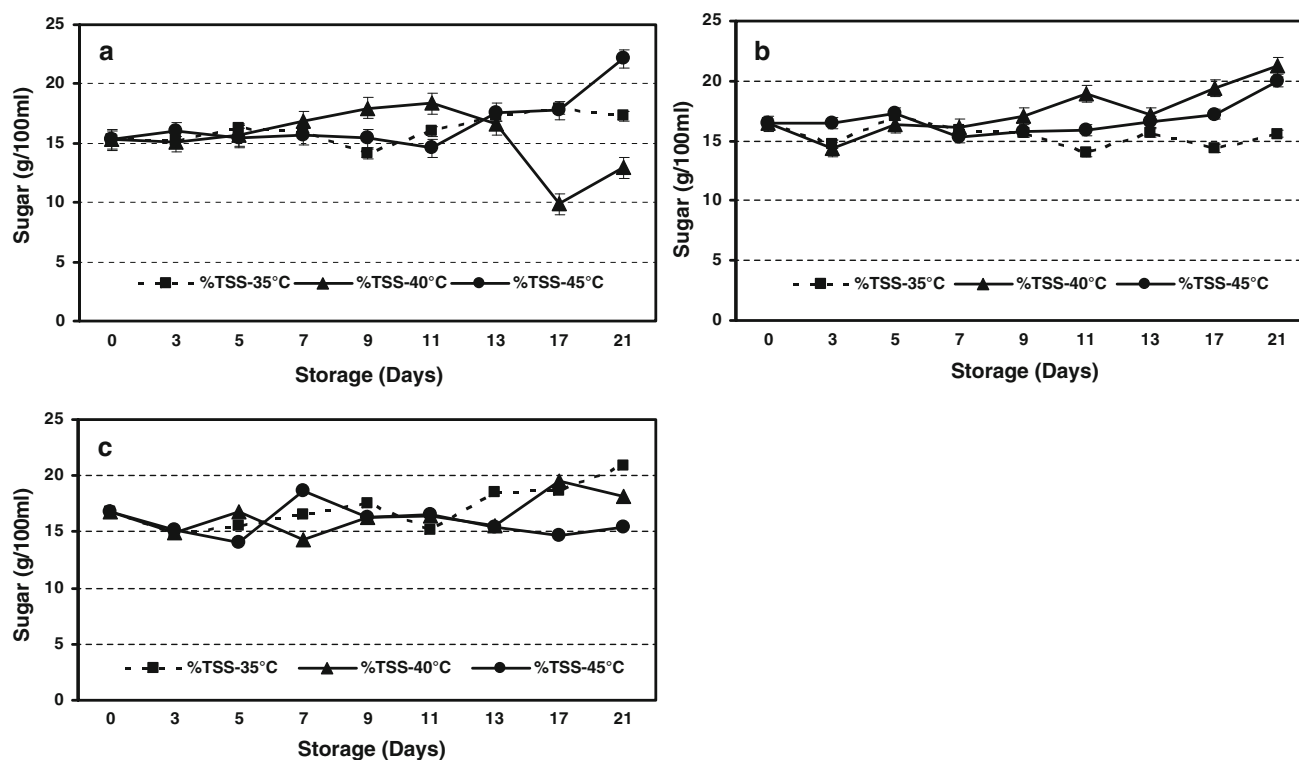 a
Sugar (g/100ml)
25
20
15
10
5
0
%TSS-35°C %TSS-40°C %TSS-45°C
0 3 5 7 9 11 13 17 21
Storage (Days)
b
Sugar (g/100ml)
25
20
15
10
5
0
%TSS-35°C %TSS-40°C %TSS-45°C
0 3 5 7 9 11 13 17 21
Storage (Days)
c
Sugar (g/100ml)
25
20
15
10
5
0
%TSS-35°C %TSS-40°C %TSS-45°C
0 3 5 7 9 11 13 17 21
Storage (Days)